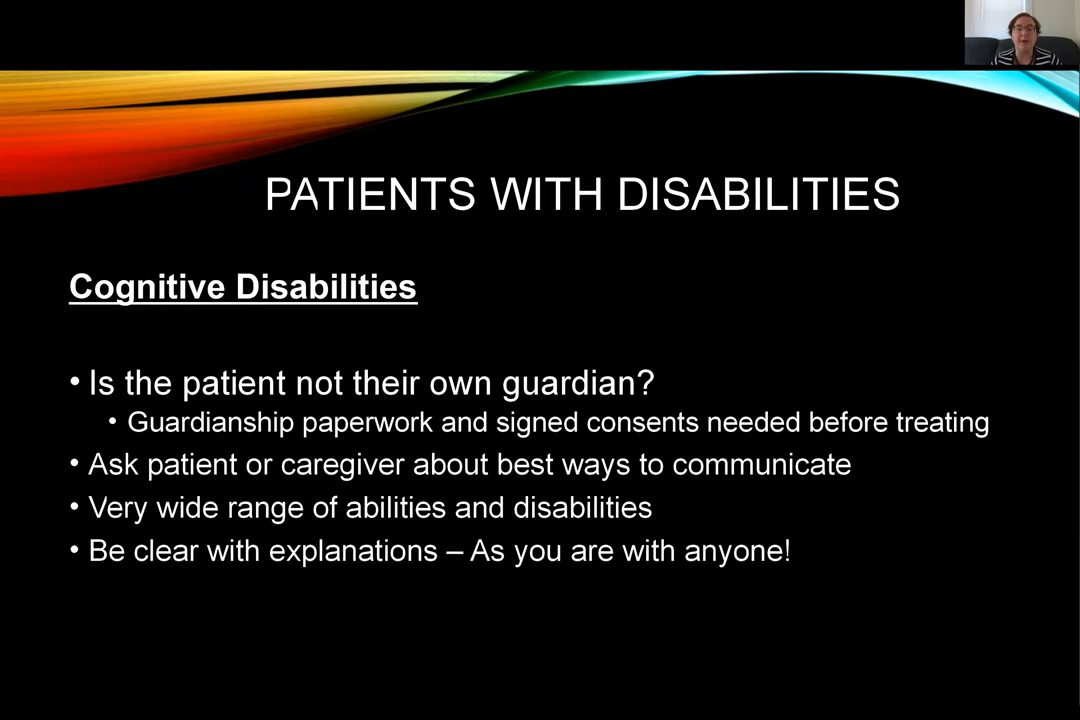 PATIENTS WITH DISABILITIES
Cognitive Disabilities
• Is the patient not their own guardian?
• Guardianship paperwork and signed consents needed before treating
• Ask patient or caregiver about best ways to communicate
• Very wide range of abilities and disabilities
• Be clear with explanations – As you are with anyone!